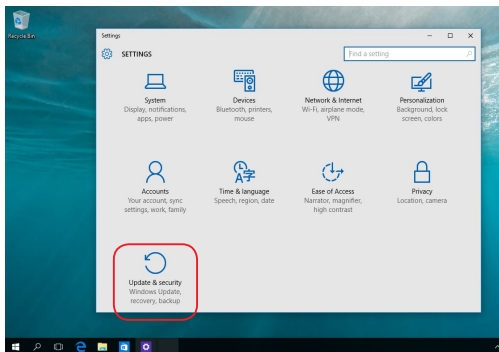 Recycle Bin
Settings
SETTINGS
Find a setting
System
Display, notifications,
apps, power
Devices
Bluetooth, printers,
mouse
Network & Internet
Wi-Fi, airplane mode,
VPN
Personalization
Background, lock
screen, colors
Accounts
Your account, sync
settings, work, family
Time & language
Speech, region, date
Ease of Access
Narrator, magnifier,
high contrast
Privacy
Location, camera
Update & security
Windows Update,
recovery, backup